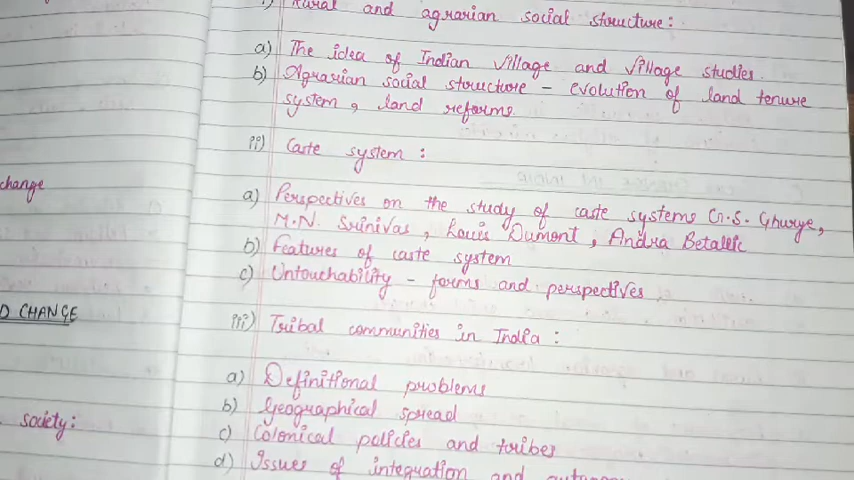 i) Rural and agrarian social structure:
a) The idea of Indian village and village studies.
b) Agrarian social structure - evolution of land tenure
system, land reforms
ii) Caste system :
change
a) Perspectives on the study of caste systems G.S. Ghurye,
M.N. Srinivas, Louis Dumont, Andra Betallic
b) Features of caste system
c) Untouchability - forms and perspectives
D CHANGE
iii) Tribal communities in India :
a) Definitional problems
society:
b) Geographical spread
c) Colonical policies and tribes
d) Issues of integration and